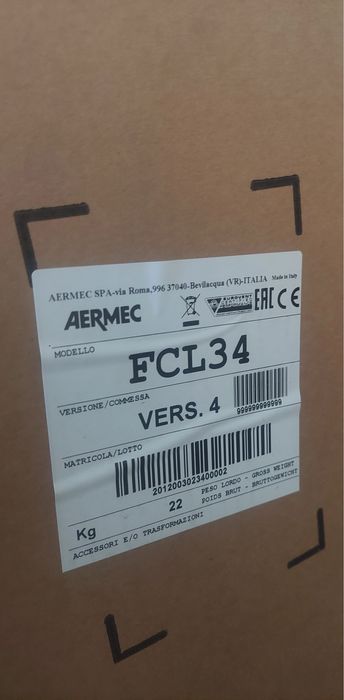 AERMEC SPA-via Roma,996 37040-Bevilacqua (VR)-ITALIA Made in Italy
AERMEC EAC CE
MODELLO
FCL34
VERSIONE/COMMESSA
VERS. 4
999999999999
MATRICOLA/LOTTO
2012003023400002
Kg 22 PESO LORDO - GROSS WEIGHT
POIDS BRUT - BRUTTOGEWICHT
ACCESSORI E/O TRASFORMAZIONI